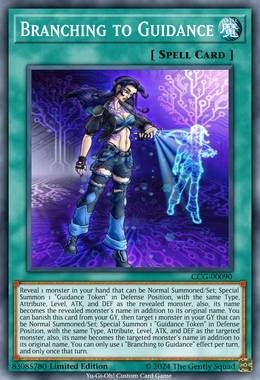 BRANCHING TO GUIDANCE
[ SPELL CARD ]
CCG-00090
Reveal 1 monster in your hand that can be Normal Summoned/Set; Special
Summon 1 "Guidance Token" in Defense Position, with the same Type,
Attribute, Level, ATK, and DEF as the revealed monster, also, its name
becomes the revealed monster's name in addition to its original name. You
can banish this card from your GY, then target 1 monster in your GY that can
be Normal Summoned/Set; Special Summon 1 "Guidance Token" in Defense
Position, with the same Type, Attribute, Level, ATK and DEF as the targeted
monster, also, its name becomes the targeted monster's name in addition to
its original name. You can only use 1 "Branching to Guidance" effect per turn,
and only once that turn.
83085780 Limited Edition
© 2024 The Gently Squad
Yu-Gi-Oh! Custom Card Game